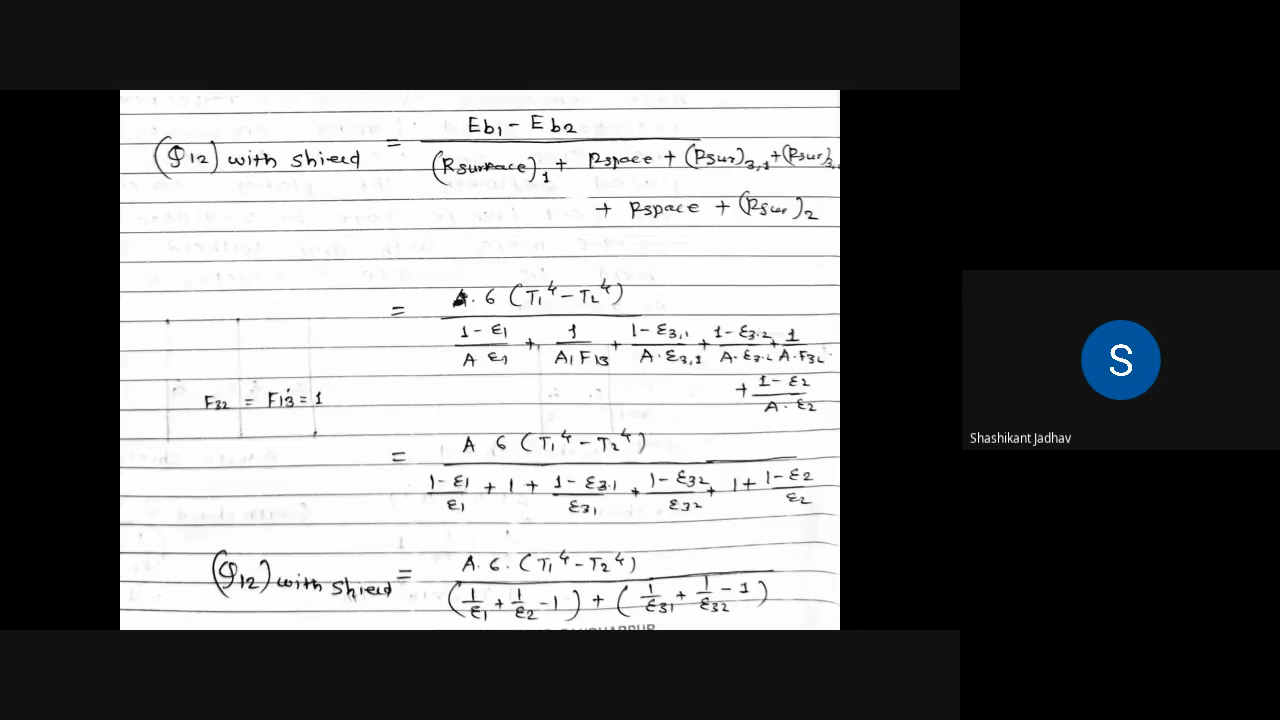 (Q12) with shield = Eb1 - Eb2 / (Rsurface)1 + Rspace + (Rsur)3,1 + (Rsur)3,
+ Rspace + (Rsur)2
= A. σ (T1⁴ - T2⁴) / 1-ε1/A ε1 + 1/A1 F13 + 1-ε3,1/A. ε3,1 + 1-ε3.2/A. ε3.2 + 1/A. F32
+ 1-ε2/A. ε2
F32 = F13 = 1
= A σ (T1⁴ - T2⁴) / 1-ε1/ε1 + 1 + 1-ε3.1/ε31 + 1-ε32/ε32 + 1 + 1-ε2/ε2
(Q12) with shield = A. σ. (T1⁴ - T2⁴) / (1/ε1 + 1/ε2 - 1) + (1/ε31 + 1/ε32 - 1)
S
Shashikant Jadhav